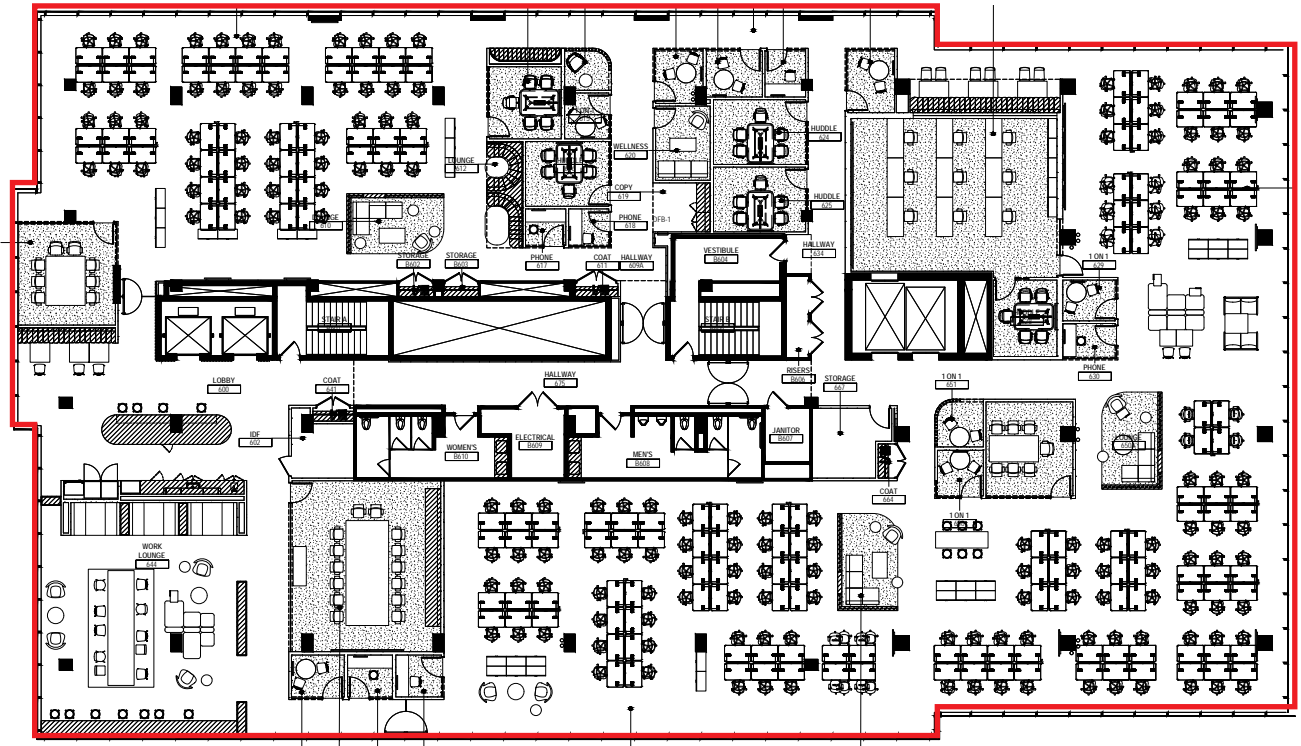 HUDDLE
624
WELLNESS
620
LOUNGE
612
COPY
619
HUDDLE
625
610
PHONE
618
VESTIBULE
B604
HALLWAY
634
STORAGE
B602
STORAGE
B603
PHONE
617
COAT
611
HALLWAY
609A
1 ON 1
629
STAIR A
STAIR B
HALLWAY
675
RISERS
B606
STORAGE
667
PHONE
630
LOBBY
600
COAT
641
1 ON 1
651
IDF
602
WOMEN'S
B610
ELECTRICAL
B609
MEN'S
B608
JANITOR
B607
LOUNGE
650A
COAT
664
1 ON 1
WORK
LOUNGE
644